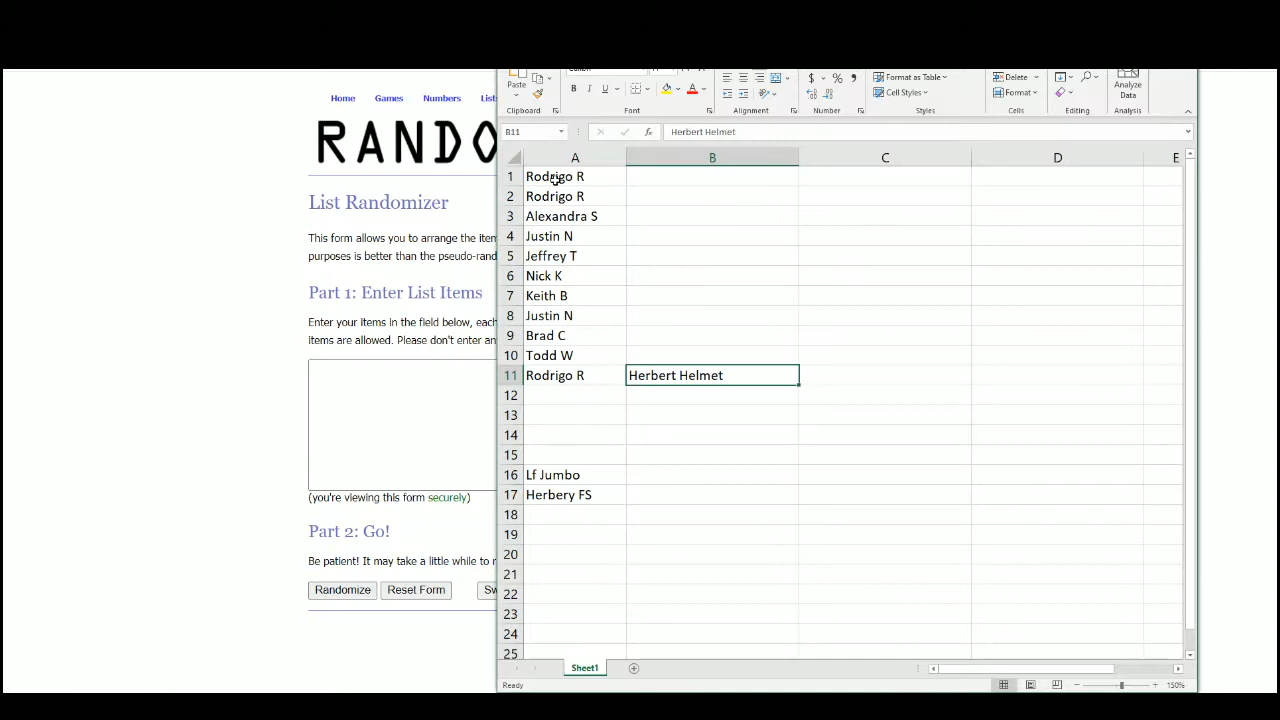 Home Games Numbers Lists
RANDO
List Randomizer
This form allows you to arrange the iten
purposes is better than the pseudo-rand
Part 1: Enter List Items
Enter your items in the field below, each
items are allowed. Please don't enter an
(you're viewing this form securely)
Part 2: Go!
Be patient! It may take a little while to
Randomize Reset Form Sw
Paste
B I U A
$ % ,
Format as Table
Cell Styles
Delete
Format
Analyze
Data
Clipboard Font Alignment Number Styles Cells Editing Analysis
B11 fx Herbert Helmet
A B C D E
1 Rodrigo R
2 Rodrigo R
3 Alexandra S
4 Justin N
5 Jeffrey T
6 Nick K
7 Keith B
8 Justin N
9 Brad C
10 Todd W
11 Rodrigo R Herbert Helmet
12
13
14
15
16 Lf Jumbo
17 Herbery FS
18
19
20
21
22
23
24
25
Sheet1
Ready
150%